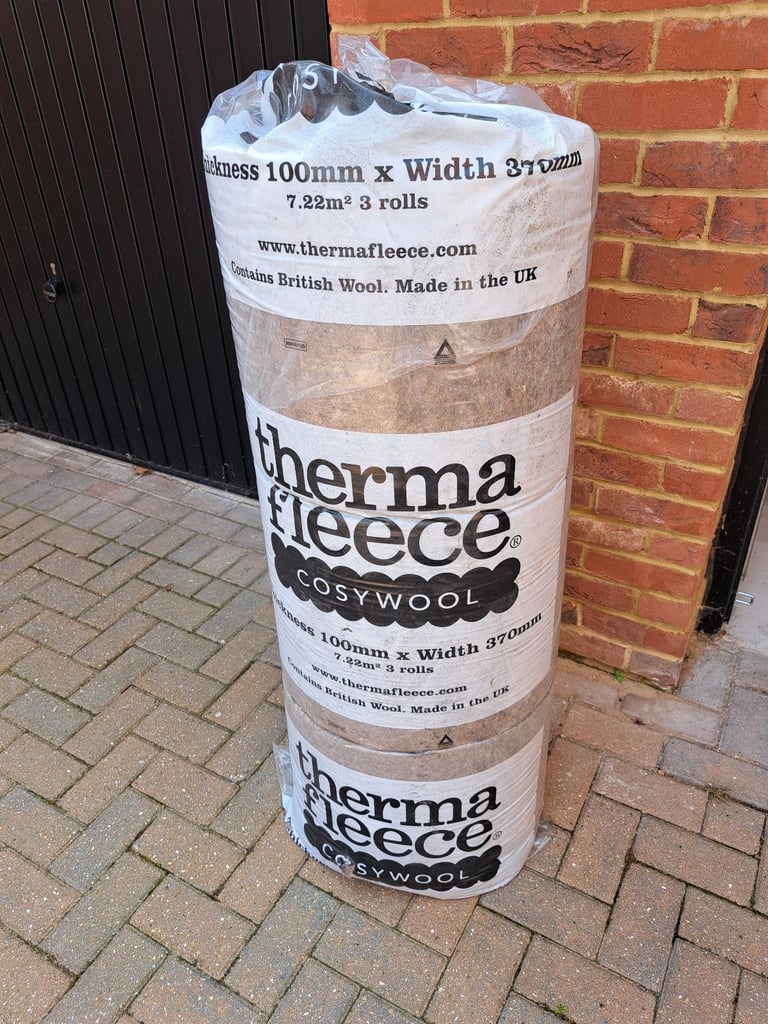 100mm x Width 370mm
7.22m² 3 rolls
www.thermafleece.com
Contains British Wool. Made in the UK
therma
fleece®
COSYWOOL
100mm x Width 370mm
7.22m² 3 rolls
www.thermafleece.com
Contains British Wool. Made in the UK
therma
fleece®
COSYWOOL